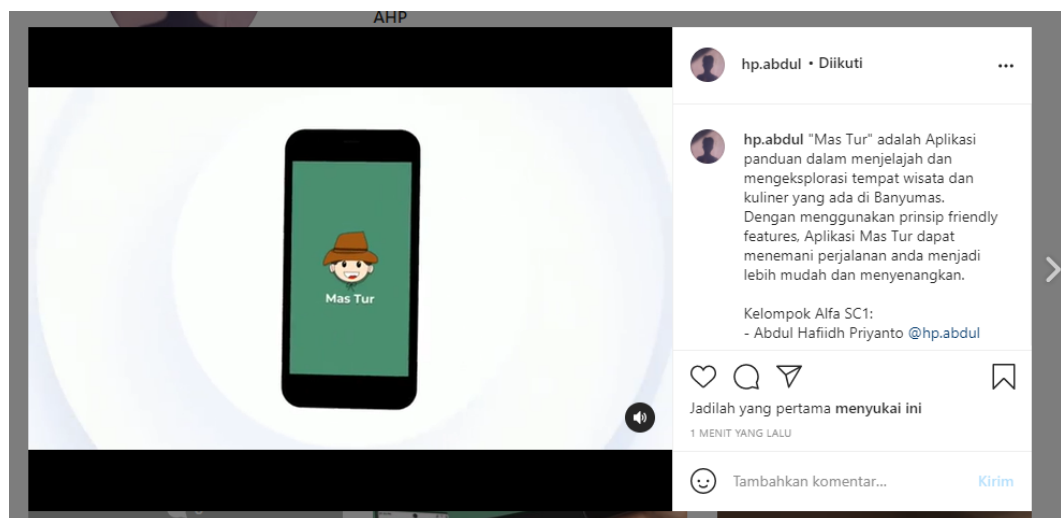 AHP
Mas Tur
hp.abdul • Diikuti
hp.abdul "Mas Tur" adalah Aplikasi
panduan dalam menjelajah dan
mengeksplorasi tempat wisata dan
kuliner yang ada di Banyumas.
Dengan menggunakan prinsip friendly
features, Aplikasi Mas Tur dapat
menemani perjalanan anda menjadi
lebih mudah dan menyenangkan.
Kelompok Alfa SC1:
- Abdul Hafiidh Priyanto @hp.abdul
Jadilah yang pertama menyukai ini
1 MENIT YANG LALU
Tambahkan komentar... Kirim